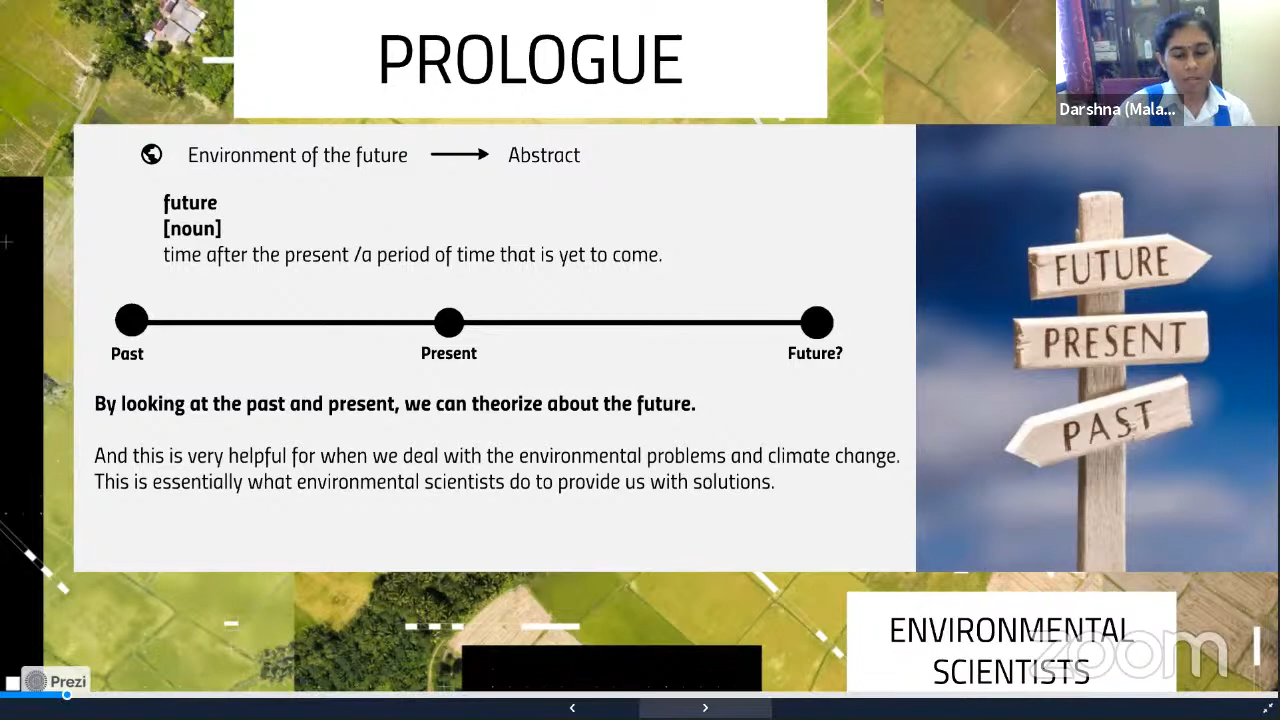 PROLOGUE
Darshna (Mala...
Environment of the future
Abstract
future
[noun]
time after the present /a period of time that is yet to come.
Past
Present
Future?
By looking at the past and present, we can theorize about the future.
And this is very helpful for when we deal with the environmental problems and climate change.
This is essentially what environmental scientists do to provide us with solutions.
FUTURE
PRESENT
PAST
ENVIRONMENTAL
SCIENTISTS
zoom
Prezi